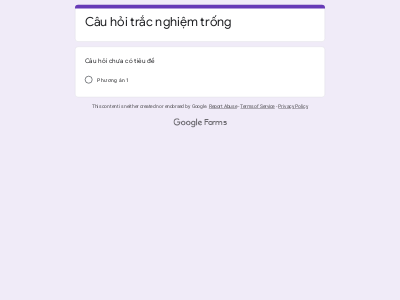 Câu hỏi trắc nghiệm trống
Câu hỏi chưa có tiêu đề
Phương án 1
This content is neither created nor endorsed by Google. Report Abuse - Terms of Service - Privacy Policy
Google Forms